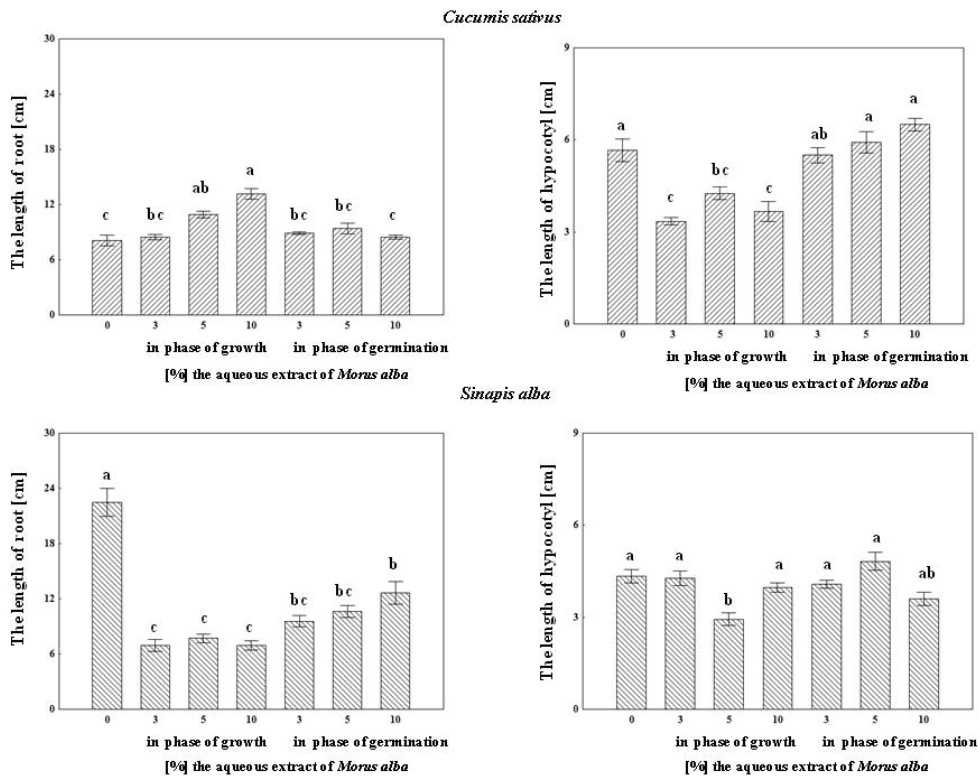 Cucumis sativus
The length of root [cm]
30
24
18
12
6
0
c
bc
ab
a
bc
bc
c
0 3 5 10 3 5 10
in phase of growth in phase of germination
[%] the aqueous extract of Morus alba
The length of hypocotyl [cm]
9
6
3
0
a
c
bc
c
ab
a
a
0 3 5 10 3 5 10
in phase of growth in phase of germination
[%] the aqueous extract of Morus alba
Sinapis alba
The length of root [cm]
30
24
18
12
6
0
a
c
c
c
bc
bc
b
0 3 5 10 3 5 10
in phase of growth in phase of germination
[%] the aqueous extract of Morus alba
The length of hypocotyl [cm]
9
6
3
0
a
a
b
a
a
a
ab
0 3 5 10 3 5 10
in phase of growth in phase of germination
[%] the aqueous extract of Morus alba